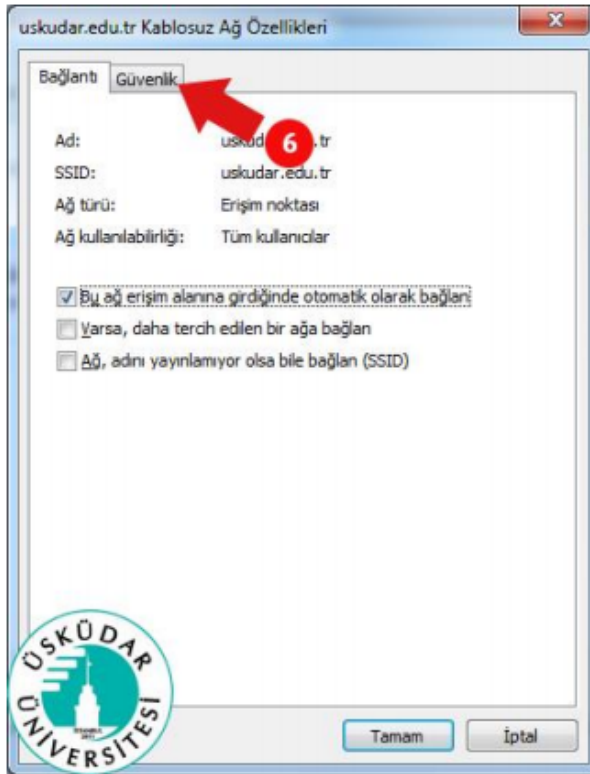 uskudar.edu.tr Kablosuz Ağ Özellikleri
Bağlantı Güvenlik
6
Ad: .tr
SSID: uskudar.edu.tr
Ağ türü: Erişim noktası
Ağ kullanılabilirliği: Tüm kullanıcılar
Bu ağ erişim alanına girdiğinde otomatik olarak bağlan
Varsa, daha tercih edilen bir ağa bağlan
Ağ, adını yayınlamıyor olsa bile bağlan (SSID)
ÜSKÜDAR
ÜNİVERSİTESİ
İSTANBUL
2011
Tamam İptal